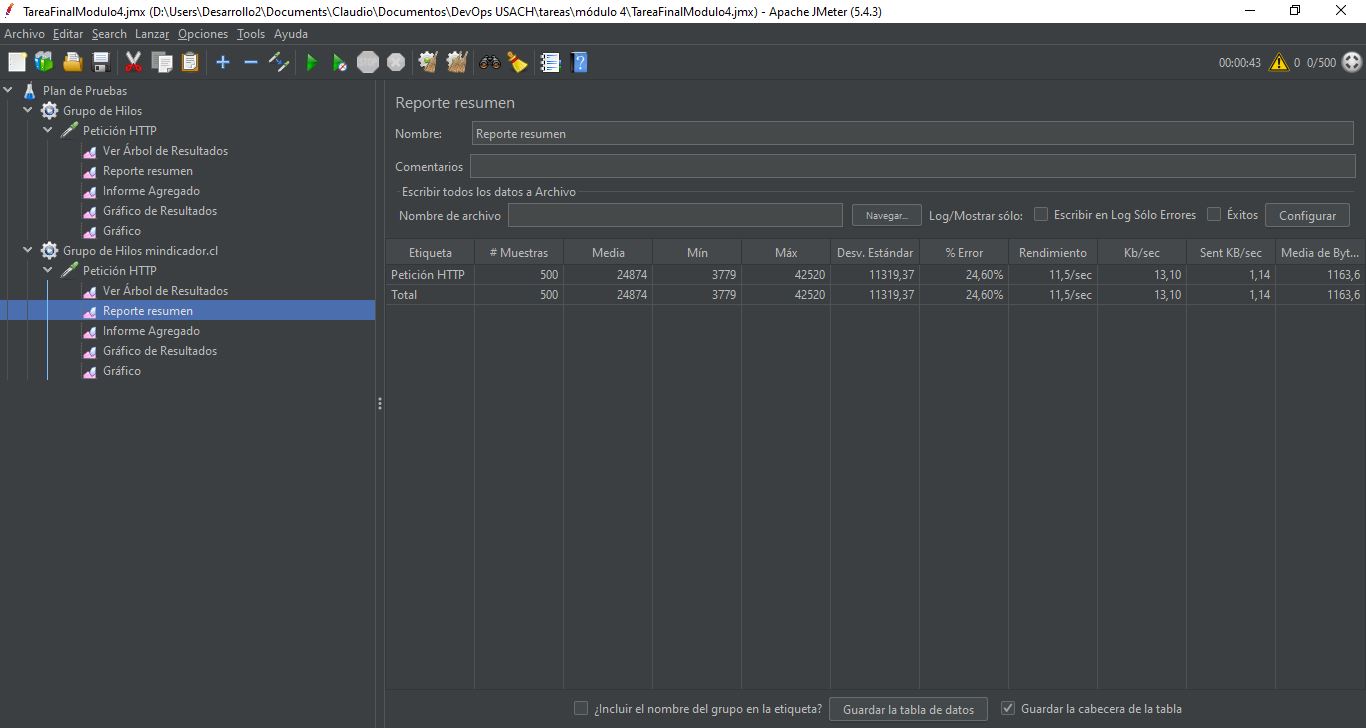 TareaFinalModulo4.jmx (D:\Users\Desarrollo2\Documents\Claudio\Documentos\DevOps USACH\tareas\módulo 4\TareaFinalModulo4.jmx) - Apache JMeter (5.4.3)
Archivo Editar Search Lanzar Opciones Tools Ayuda
STOP 00:00:43 0 0/500
Plan de Pruebas
Grupo de Hilos
Petición HTTP
Ver Árbol de Resultados
Reporte resumen
Informe Agregado
Gráfico de Resultados
Gráfico
Grupo de Hilos mindicador.cl
Petición HTTP
Ver Árbol de Resultados
Reporte resumen
Informe Agregado
Gráfico de Resultados
Gráfico
Reporte resumen
Nombre: Reporte resumen
Comentarios
Escribir todos los datos a Archivo
Nombre de archivo Navegar... Log/Mostrar sólo: Escribir en Log Sólo Errores Éxitos Configurar
Etiqueta # Muestras Media Mín Máx Desv. Estándar % Error Rendimiento Kb/sec Sent KB/sec Media de Byt...
Petición HTTP 500 24874 3779 42520 11319,37 24,60% 11,5/sec 13,10 1,14 1163,6
Total 500 24874 3779 42520 11319,37 24,60% 11,5/sec 13,10 1,14 1163,6
¿Incluir el nombre del grupo en la etiqueta? Guardar la tabla de datos Guardar la cabecera de la tabla